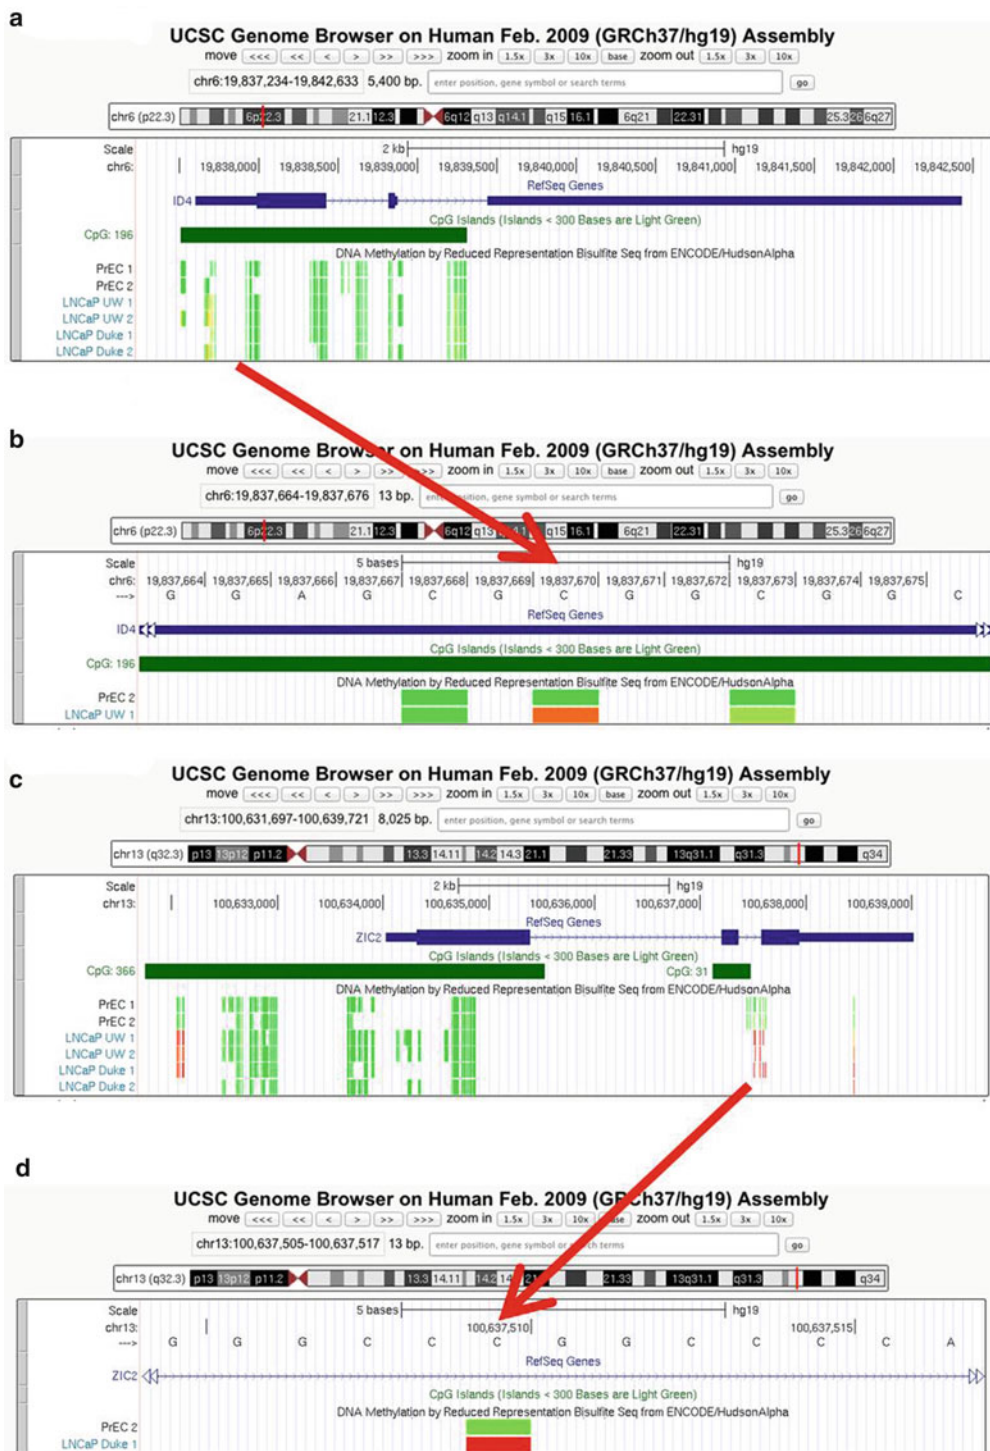 a
UCSC Genome Browser on Human Feb. 2009 (GRCh37/hg19) Assembly
move <<< << < > >> >>> zoom in 1.5x 3x 10x base zoom out 1.5x 3x 10x
chr6:19,837,234-19,842,633 5,400 bp. enter position, gene symbol or search terms go
chr6 (p22.3) 21.1 12.3 6q12 q13 q14.1 q15 16.1 6q21 22.31 25.3 26 6q27
Scale 2 kb hg19
chr6: 19,838,000 19,838,500 19,839,000 19,839,500 19,840,000 19,840,500 19,841,000 19,841,500 19,842,000 19,842,500
RefSeq Genes
ID4
CpG Islands (Islands < 300 Bases are Light Green)
CpG: 196
DNA Methylation by Reduced Representation Bisulfite Seq from ENCODE/HudsonAlpha
PrEC 1
PrEC 2
LNCaP UW 1
LNCaP UW 2
LNCaP Duke 1
LNCaP Duke 2
b
UCSC Genome Browser on Human Feb. 2009 (GRCh37/hg19) Assembly
move <<< << < > >> >>> zoom in 1.5x 3x 10x base zoom out 1.5x 3x 10x
chr6:19,837,664-19,837,676 13 bp. enter position, gene symbol or search terms go
chr6 (p22.3) 21.1 12.3 6q12 q13 q15 16.1 6q21 22.31 25.3 26 6q27
Scale 5 bases hg19
chr6: 19,837,664 19,837,665 19,837,666 19,837,667 19,837,668 19,837,669 19,837,670 19,837,671 19,837,672 19,837,673 19,837,674 19,837,675
---> G G A G C G C G G C G G C
RefSeq Genes
ID4
CpG Islands (Islands < 300 Bases are Light Green)
CpG: 196
DNA Methylation by Reduced Representation Bisulfite Seq from ENCODE/HudsonAlpha
PrEC 2
LNCaP UW 1
c
UCSC Genome Browser on Human Feb. 2009 (GRCh37/hg19) Assembly
move <<< << < > >> >>> zoom in 1.5x 3x 10x base zoom out 1.5x 3x 10x
chr13:100,631,697-100,639,721 8,025 bp. enter position, gene symbol or search terms go
chr13 (q32.3) p13 13p12 p11.2 13.3 14.11 14.2 14.3 21.1 21.33 13q31.1 q31.3 q34
Scale 2 kb hg19
chr13: 100,633,000 100,634,000 100,635,000 100,636,000 100,637,000 100,638,000 100,639,000
RefSeq Genes
ZIC2
CpG Islands (Islands < 300 Bases are Light Green)
CpG: 366 CpG: 31
DNA Methylation by Reduced Representation Bisulfite Seq from ENCODE/HudsonAlpha
PrEC 1
PrEC 2
LNCaP UW 1
LNCaP UW 2
LNCaP Duke 1
LNCaP Duke 2
d
UCSC Genome Browser on Human Feb. 2009 (GRCh37/hg19) Assembly
move <<< << < > >> >>> zoom in 1.5x 3x 10x base zoom out 1.5x 3x 10x
chr13:100,637,505-100,637,517 13 bp. enter position, gene symbol or search terms go
chr13 (q32.3) p13 13p12 p11.2 13.3 14.11 14.2 21.33 13q31.1 q31.3 q34
Scale 5 bases hg19
chr13: 100,637,510 100,637,515
---> G G G C C C G G C C C C A
RefSeq Genes
ZIC2
CpG Islands (Islands < 300 Bases are Light Green)
DNA Methylation by Reduced Representation Bisulfite Seq from ENCODE/HudsonAlpha
PrEC 2
LNCaP Duke 1